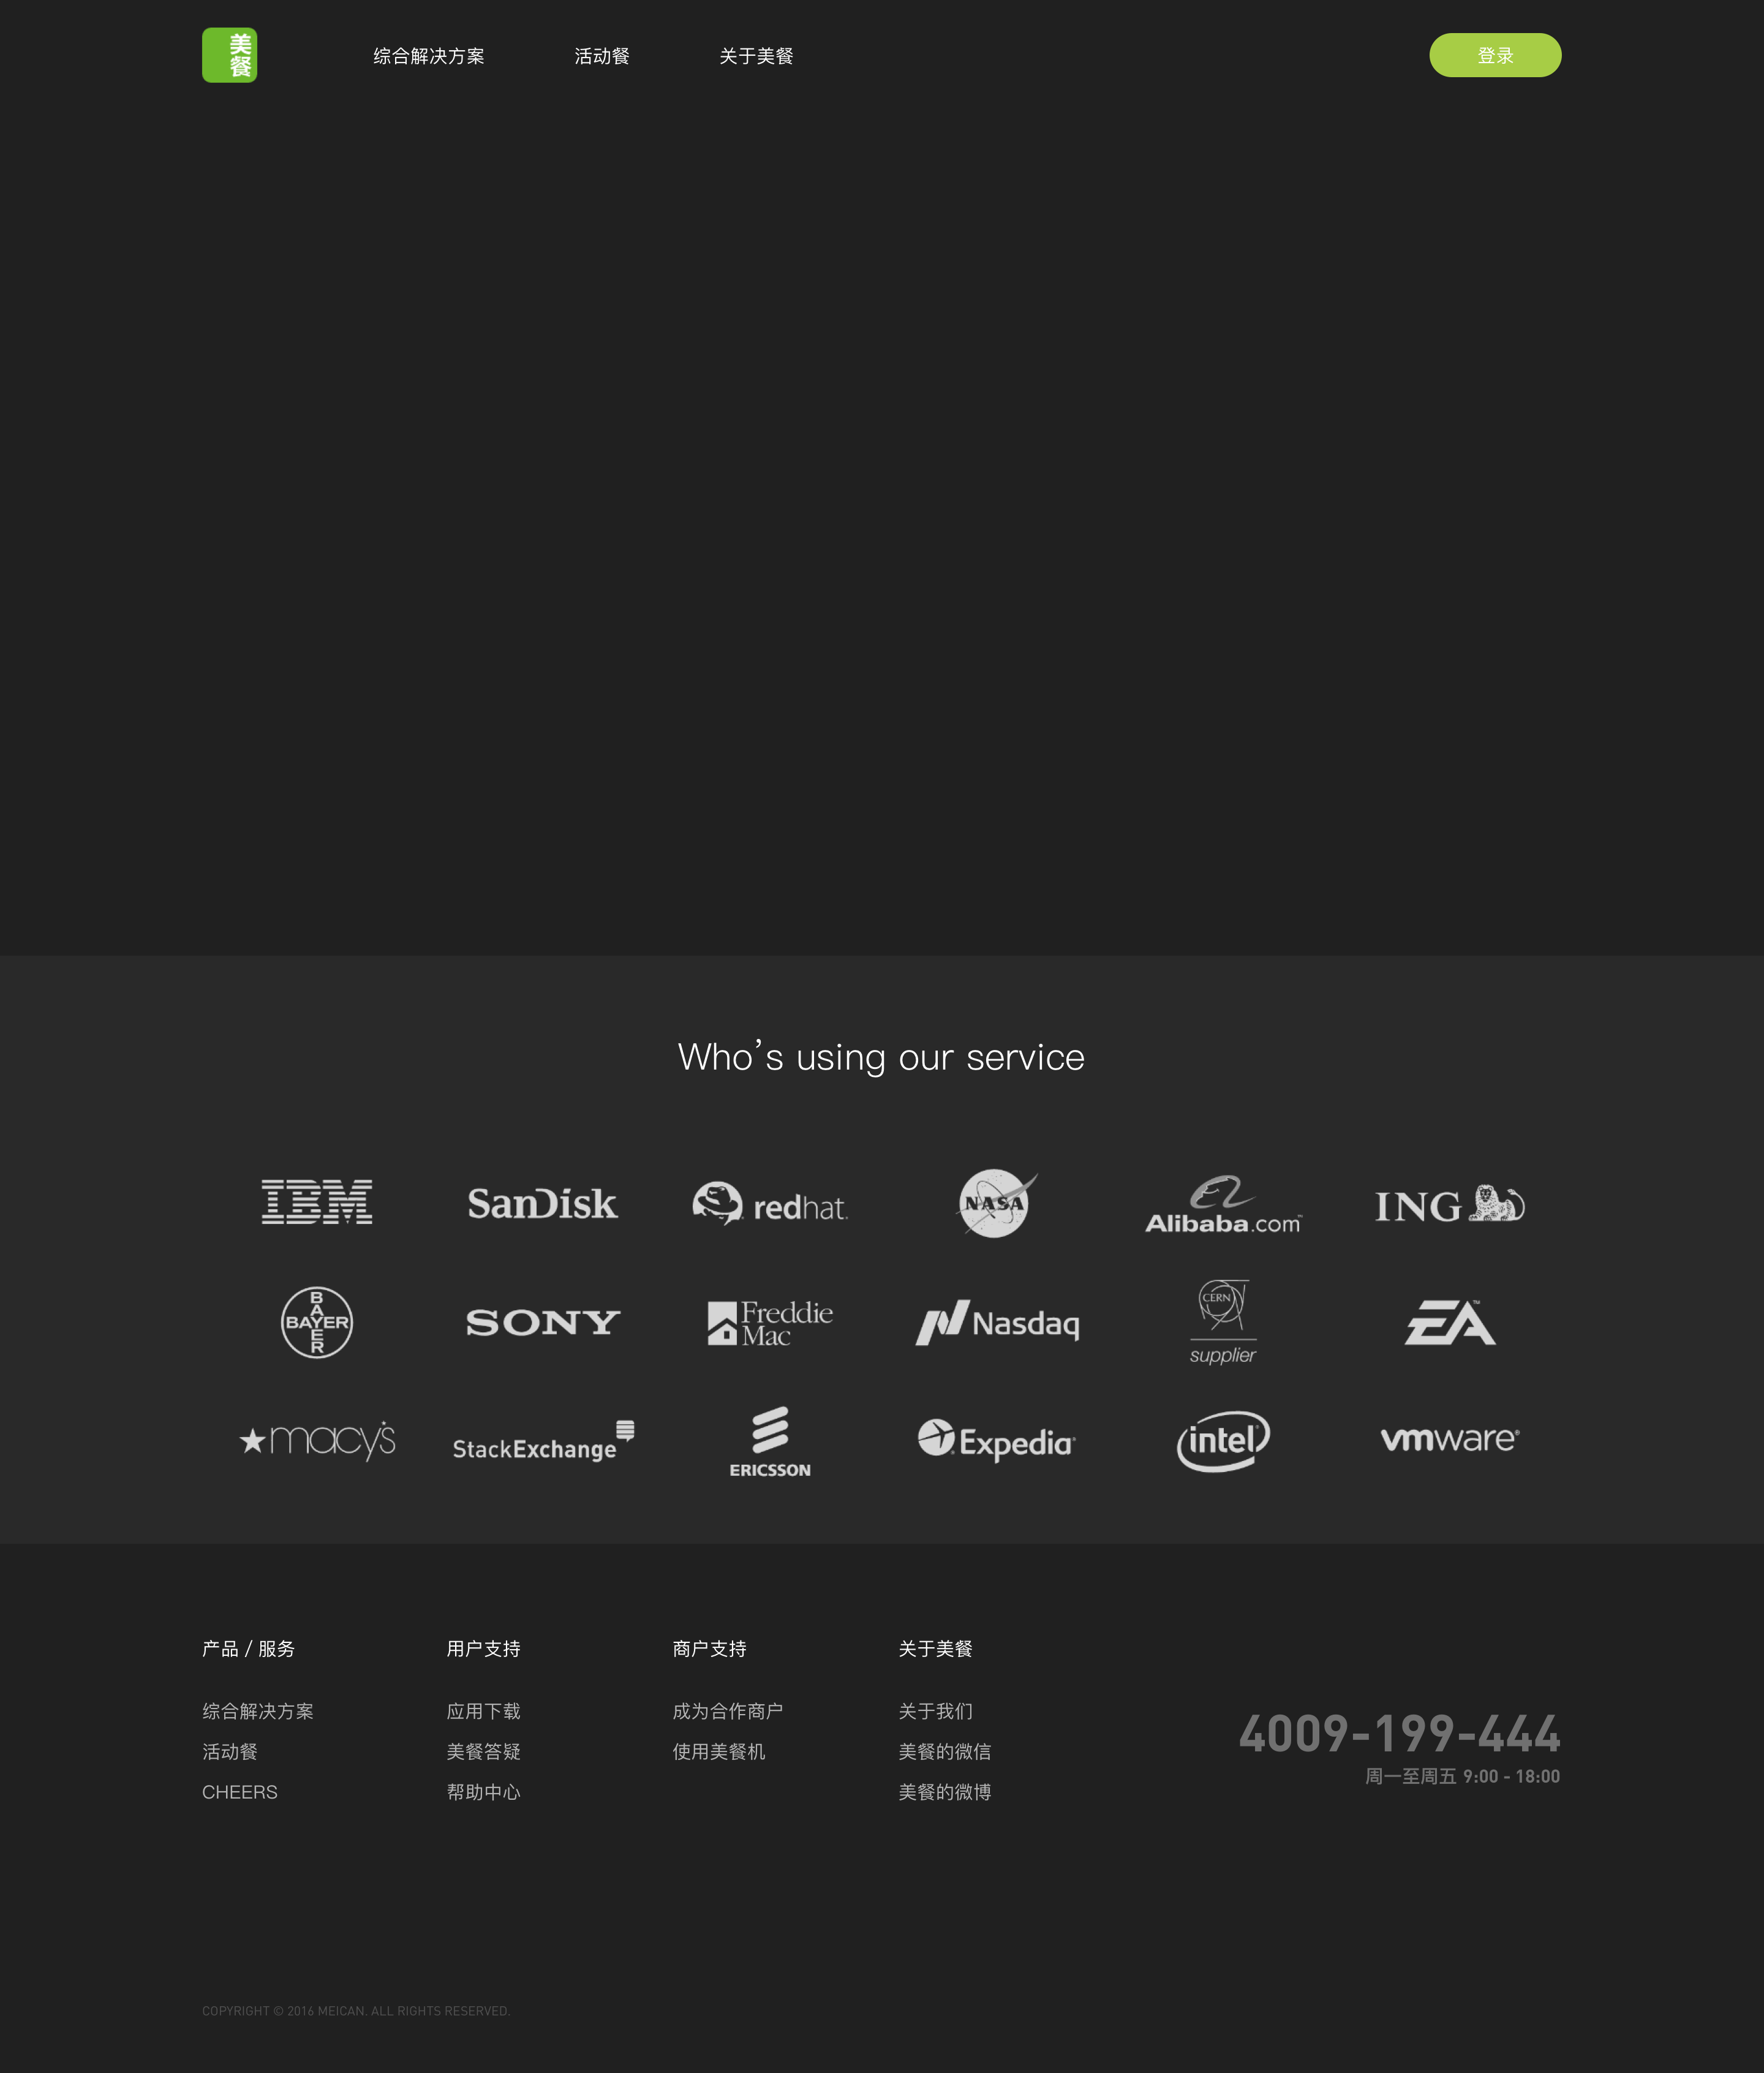 美餐
综合解决方案
活动餐
关于美餐
登录
Who's using our service
IBM
SanDisk
redhat.
NASA
Alibaba.com™
ING
BAYER
BAYER
SONY
Freddie Mac
Nasdaq
CERN
supplier
EA™
macy's
StackExchange
ERICSSON
Expedia®
intel®
vmware®
产品 / 服务
综合解决方案
活动餐
CHEERS
用户支持
应用下载
美餐答疑
帮助中心
商户支持
成为合作商户
使用美餐机
关于美餐
关于我们
美餐的微信
美餐的微博
4009-199-444
周一至周五 9:00 - 18:00
COPYRIGHT © 2016 MEICAN. ALL RIGHTS RESERVED.